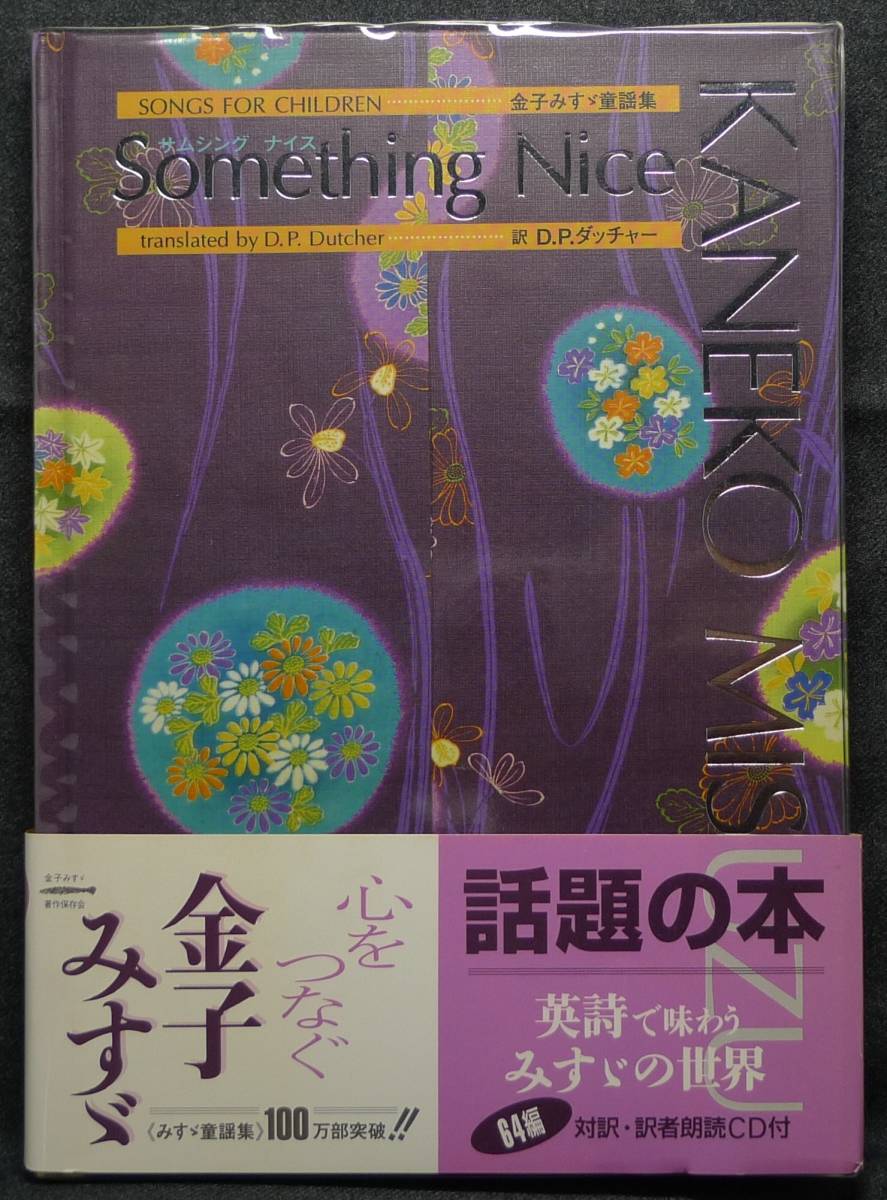 SONGS FOR CHILDREN……………金子みすゞ童謡集
サムシング ナイス
Something Nice
translated by D. P. Dutcher……………訳 D.P.ダッチャー
KANEKO MISUZU
金子みすゞ
著作保存会
心を
つなぐ
金子
みすゞ
《みすゞ童謡集》100万部突破!!
話題の本
英詩で味わう
みすゞの世界
64編 対訳・訳者朗読CD付